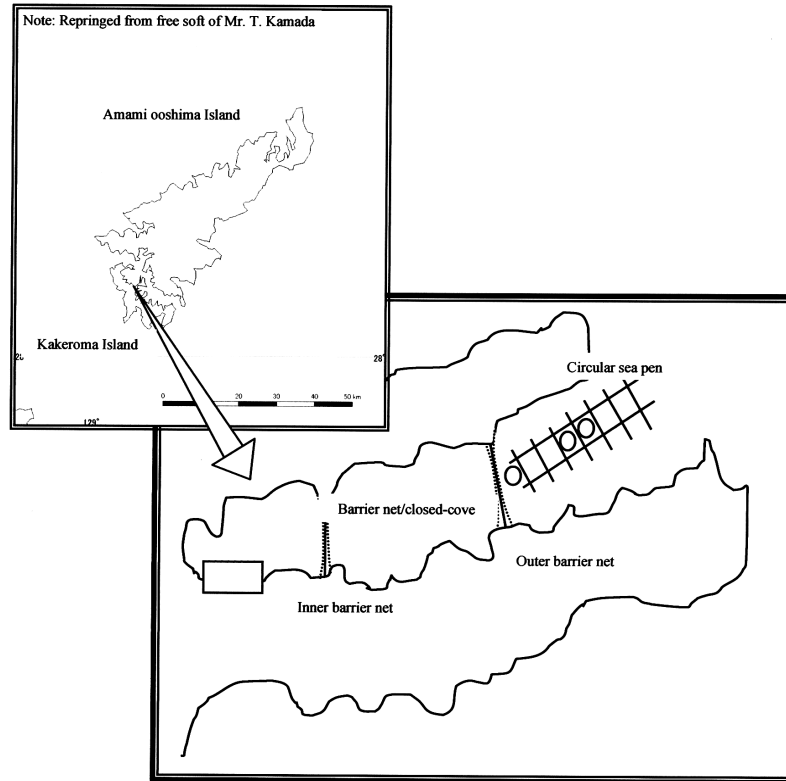 Note: Repringed from free soft of Mr. T. Kamada
Amami ooshima Island
Kakeroma Island
28°
0 10 20 30 40 50 km
129°
Circular sea pen
Barrier net/closed-cove
Outer barrier net
Inner barrier net